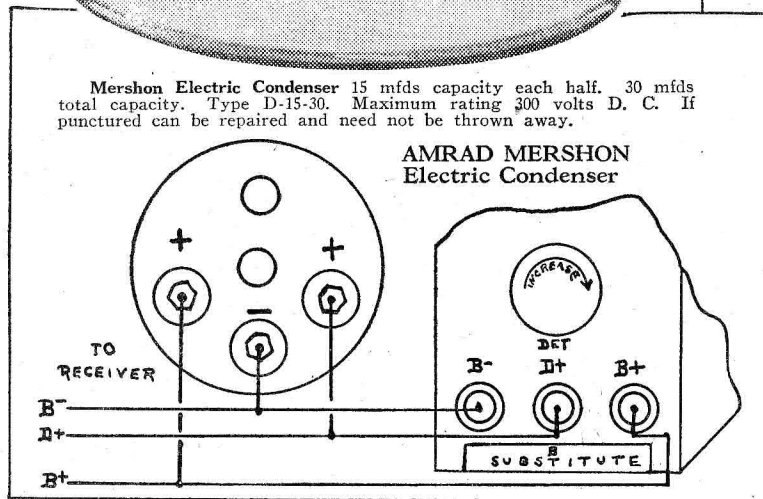 Mershon Electric Condenser 15 mfds capacity each half. 30 mfds
total capacity. Type D-15-30. Maximum rating 300 volts D. C. If
punctured can be repaired and need not be thrown away.
AMRAD MERSHON
Electric Condenser
+ +
−
INCREASE
DET
B- D+ B+
TO
RECEIVER
B-
D+
B+
B
SUBSTITUTE